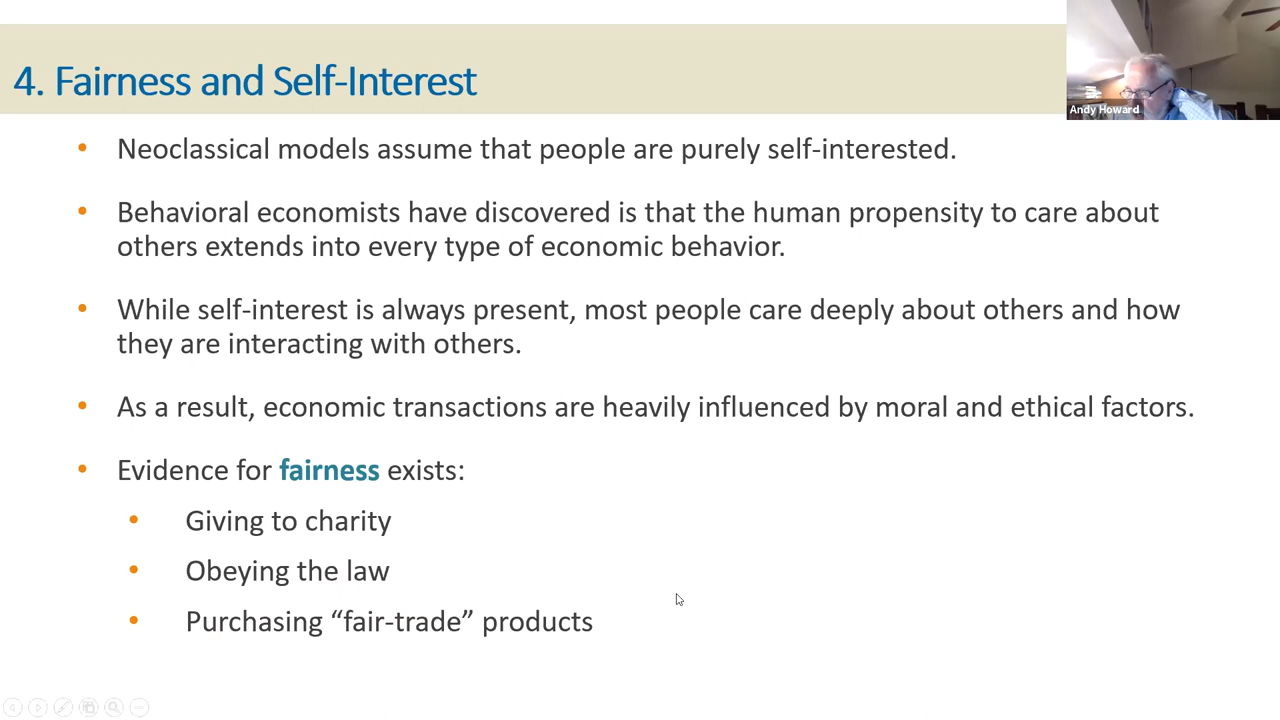 4. Fairness and Self-Interest
Andy Howard
• Neoclassical models assume that people are purely self-interested.
• Behavioral economists have discovered is that the human propensity to care about
others extends into every type of economic behavior.
• While self-interest is always present, most people care deeply about others and how
they are interacting with others.
• As a result, economic transactions are heavily influenced by moral and ethical factors.
• Evidence for fairness exists:
• Giving to charity
• Obeying the law
• Purchasing “fair-trade” products